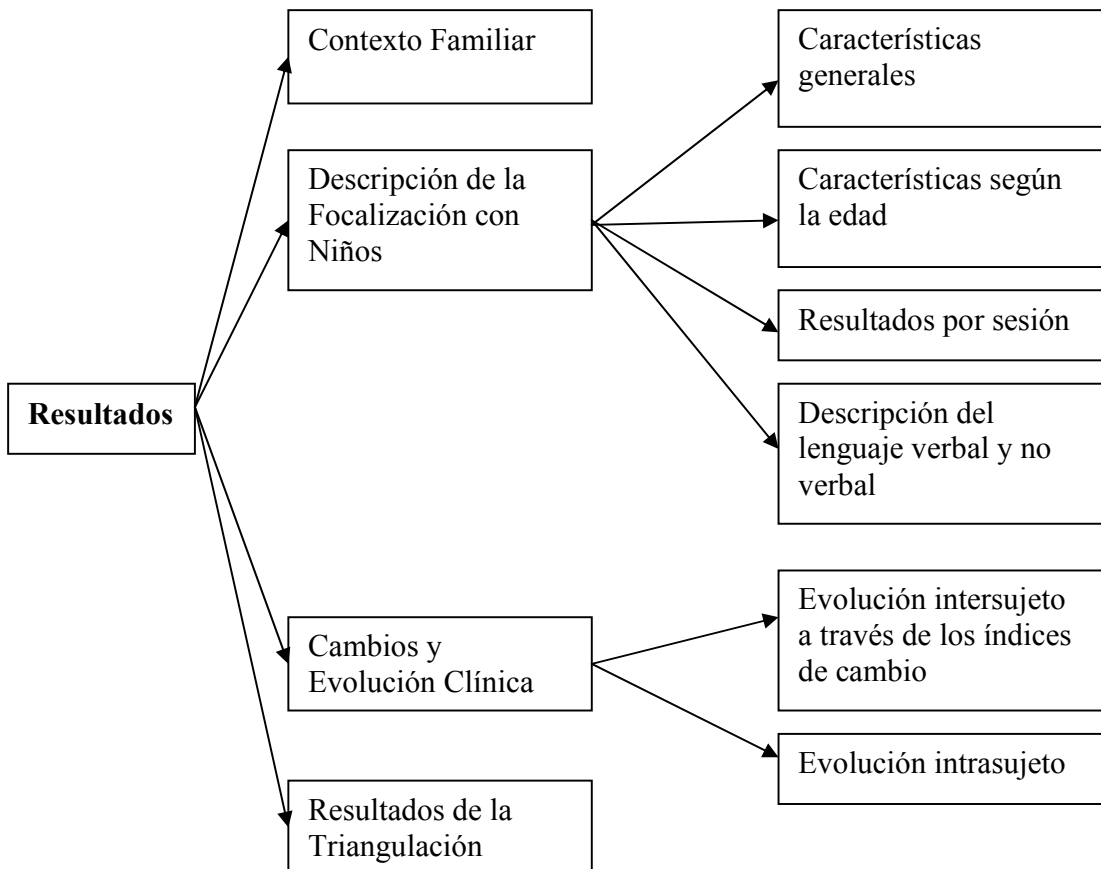 Contexto Familiar
Características
generales
Descripción de la
Focalización con
Niños
Características según
la edad
Resultados por sesión
Resultados
Descripción del
lenguaje verbal y no
verbal
Cambios y
Evolución Clínica
Evolución intersujeto
a través de los índices
de cambio
Evolución intrasujeto
Resultados de la
Triangulación